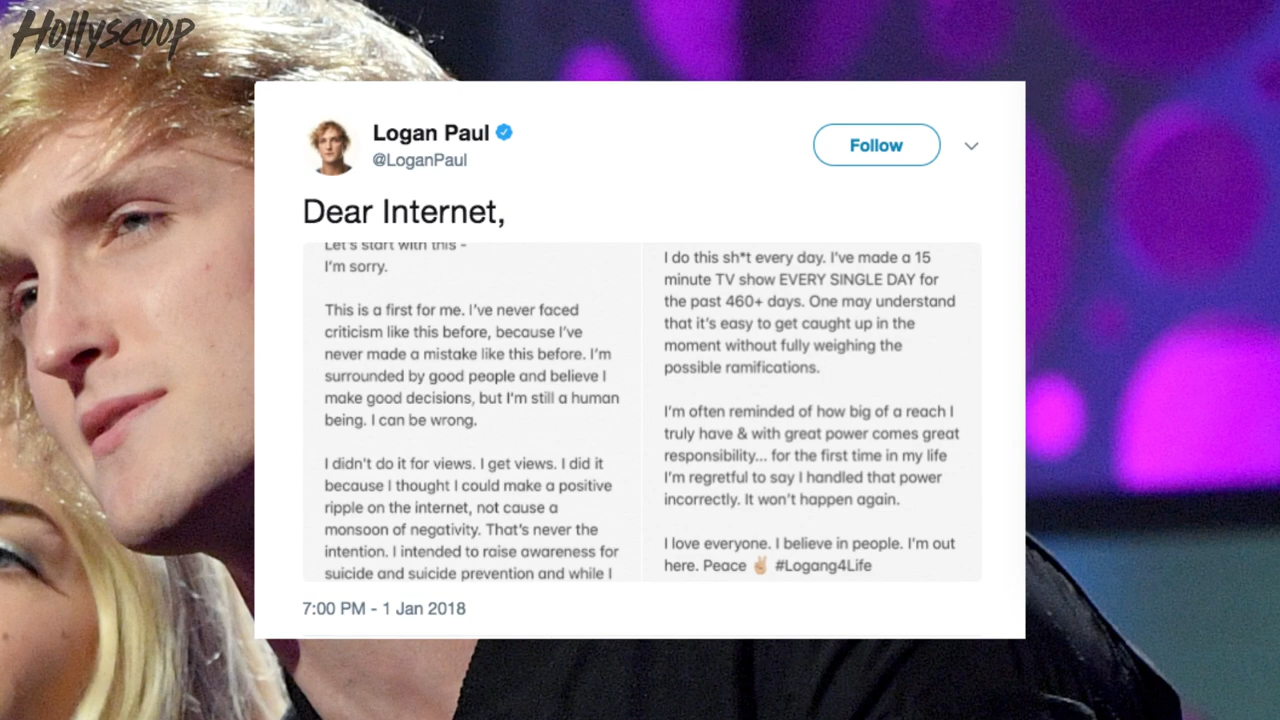 Hollyscoop
Logan Paul
@LoganPaul
Follow
Dear Internet,
Let's start with this -
I'm sorry.
This is a first for me. I've never faced
criticism like this before, because I've
never made a mistake like this before. I'm
surrounded by good people and believe I
make good decisions, but I'm still a human
being. I can be wrong.
I didn't do it for views. I get views. I did it
because I thought I could make a positive
ripple on the internet, not cause a
monsoon of negativity. That's never the
intention. I intended to raise awareness for
suicide and suicide prevention and while I
I do this sh*t every day. I've made a 15
minute TV show EVERY SINGLE DAY for
the past 460+ days. One may understand
that it's easy to get caught up in the
moment without fully weighing the
possible ramifications.
I'm often reminded of how big of a reach I
truly have & with great power comes great
responsibility... for the first time in my life
I'm regretful to say I handled that power
incorrectly. It won't happen again.
I love everyone. I believe in people. I'm out
here. Peace ✌🏼 #Logang4Life
7:00 PM - 1 Jan 2018